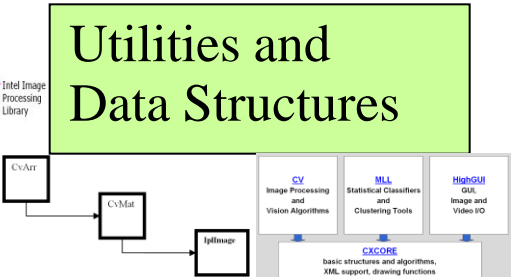 Utilities and
Data Structures
Intel Image
Processing
Library
CvArr
CvMat
IplImage
CV
Image Processing
and
Vision Algorithms
MLL
Statistical Classifiers
and
Clustering Tools
HighGUI
GUI,
Image and
Video I/O
CXCORE
basic structures and algorithms,
XML support, drawing functions